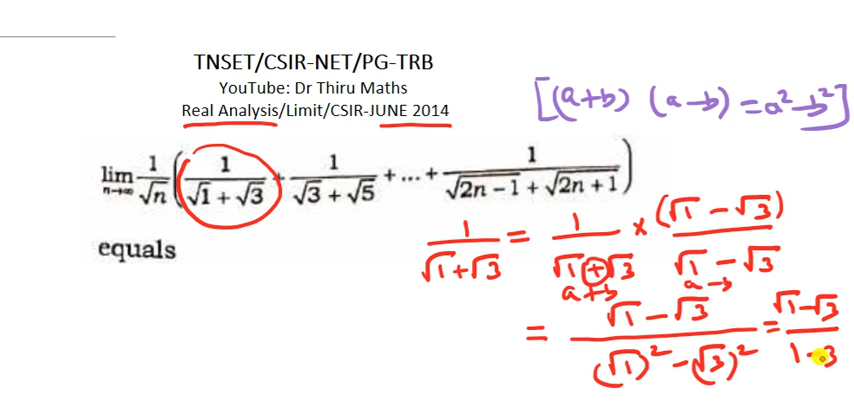 TNSET/CSIR-NET/PG-TRB
YouTube: Dr Thiru Maths
Real Analysis/Limit/CSIR-JUNE 2014
[(a+b) (a-b) = a²-b²]
lim n→∞ 1/√n (1/(√1 + √3) + 1/(√3 + √5) + ... + 1/(√2n-1 + √2n+1))
equals
1/(√1+√3) = 1/(√1+√3) × (√1-√3)/(√1-√3)
a+b a-b
= (√1-√3)/((√1)²-(√3)²) = (√1-√3)/(1-3)